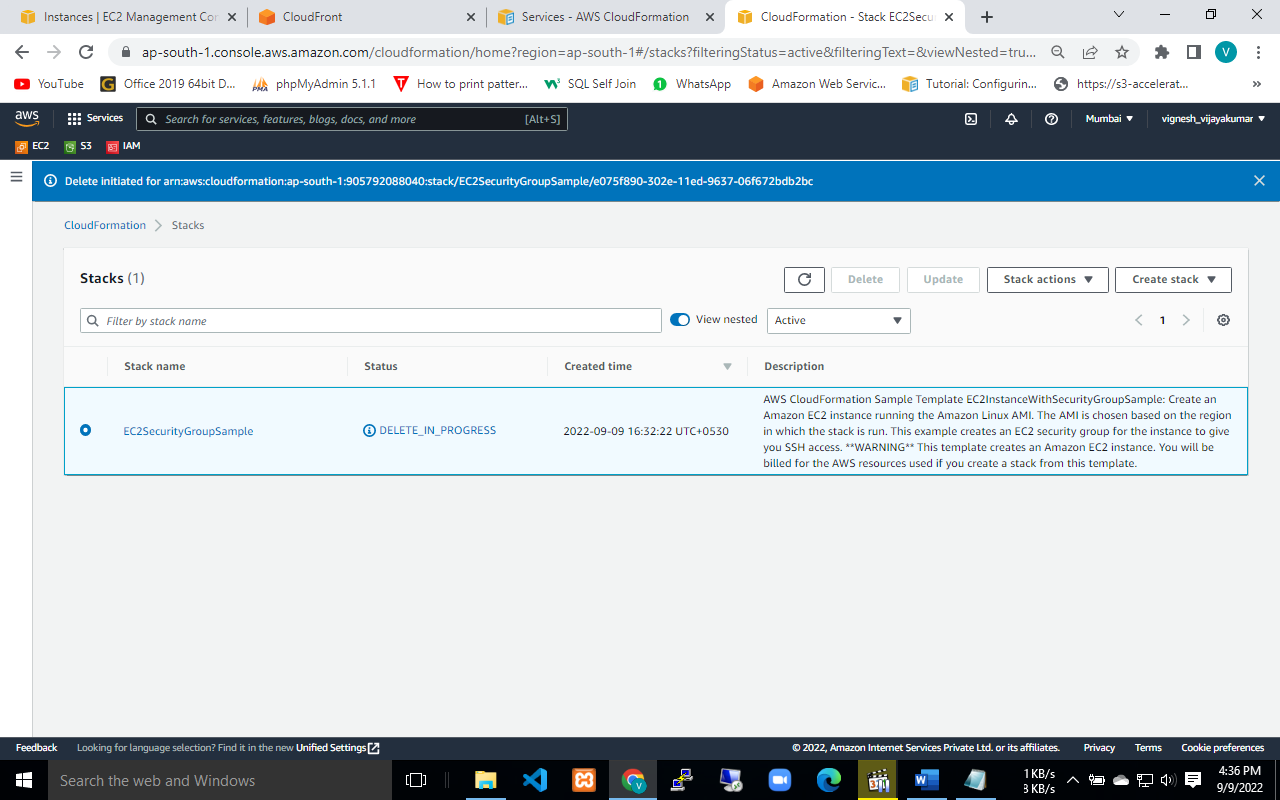 Instances | EC2 Management Con
CloudFront
Services - AWS CloudFormation
CloudFormation - Stack EC2Secu
ap-south-1.console.aws.amazon.com/cloudformation/home?region=ap-south-1#/stacks?filteringStatus=active&filteringText=&viewNested=tru...
V
YouTube
Office 2019 64bit D...
phpMyAdmin 5.1.1
How to print patter...
SQL Self Join
WhatsApp
Amazon Web Servic...
Tutorial: Configurin...
https://s3-accelerat...
»
aws
Services
Search for services, features, blogs, docs, and more
[Alt+S]
Mumbai
vignesh_vijayakumar
EC2
S3
IAM
Delete initiated for arn:aws:cloudformation:ap-south-1:905792088040:stack/EC2SecurityGroupSample/e075f890-302e-11ed-9637-06f672bdb2bc
CloudFormation
Stacks
Stacks (1)
Delete
Update
Stack actions
Create stack
Filter by stack name
View nested
Active
1
Stack name
Status
Created time
Description
EC2SecurityGroupSample
DELETE_IN_PROGRESS
2022-09-09 16:32:22 UTC+0530
AWS CloudFormation Sample Template EC2InstanceWithSecurityGroupSample: Create an
Amazon EC2 instance running the Amazon Linux AMI. The AMI is chosen based on the region
in which the stack is run. This example creates an EC2 security group for the instance to give
you SSH access. **WARNING** This template creates an Amazon EC2 instance. You will be
billed for the AWS resources used if you create a stack from this template.
Feedback
Looking for language selection? Find it in the new Unified Settings
© 2022, Amazon Internet Services Private Ltd. or its affiliates.
Privacy
Terms
Cookie preferences
Search the web and Windows
1 KB/s
3 KB/s
4:36 PM
9/9/2022